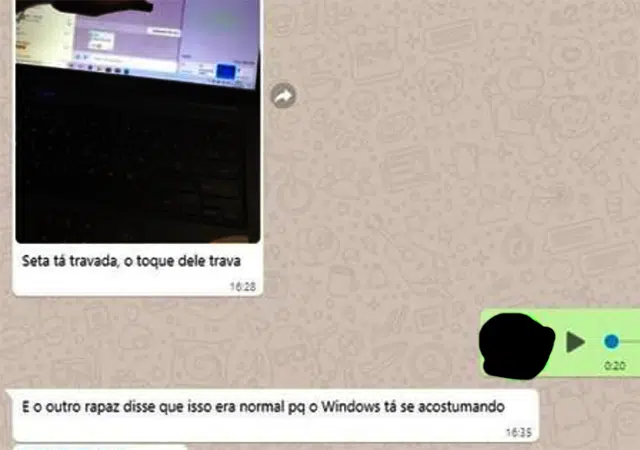 Seta tá travada, o toque dele trava
16:28
0:20
E o outro rapaz disse que isso era normal pq o Windows tá se acostumando
16:35